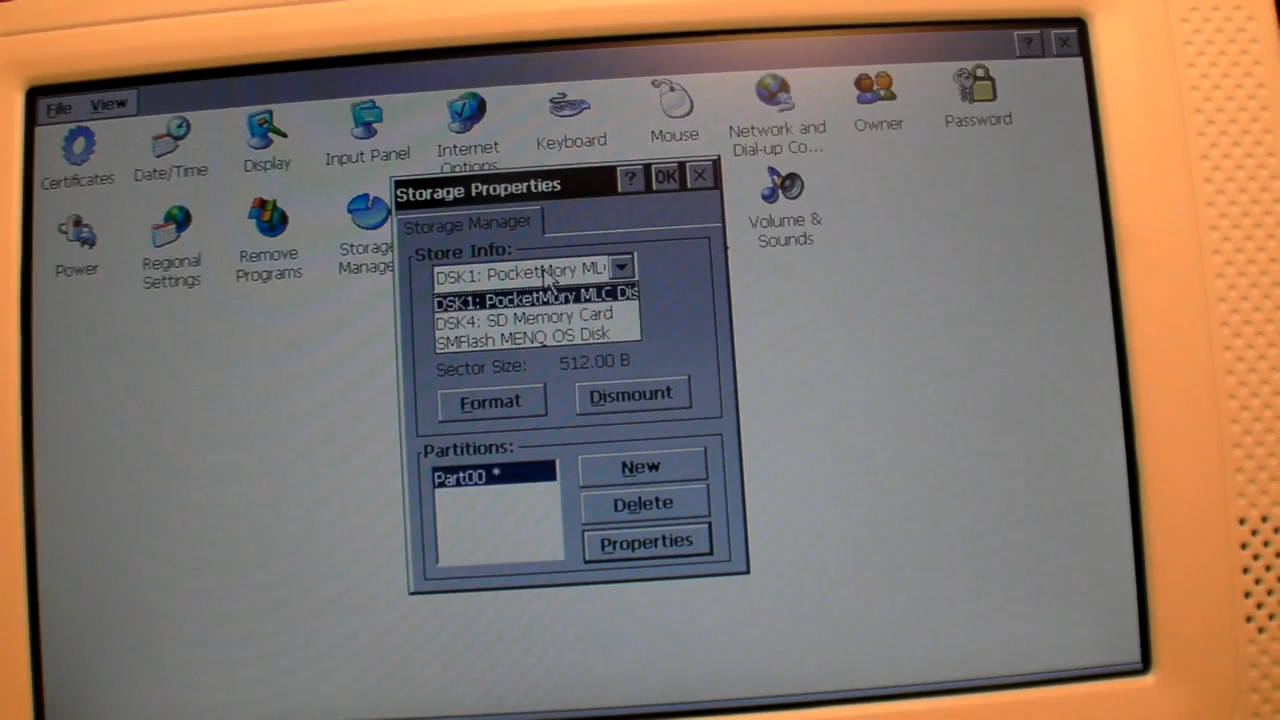 ? X
File View
Certificates
Date/Time
Display
Input Panel
Internet
Options
Keyboard
Mouse
Network and
Dial-up Co...
Owner
Password
Power
Regional
Settings
Remove
Programs
Storage
Manage
Volume &
Sounds
Storage Properties ? OK X
Storage Manager
Store Info:
DSK1: PocketMory ML
DSK1: PocketMory MLC Dis
DSK4: SD Memory Card
SMFlash MENQ OS Disk
Sector Size: 512.00 B
Format Dismount
Partitions:
Part00 *
New
Delete
Properties